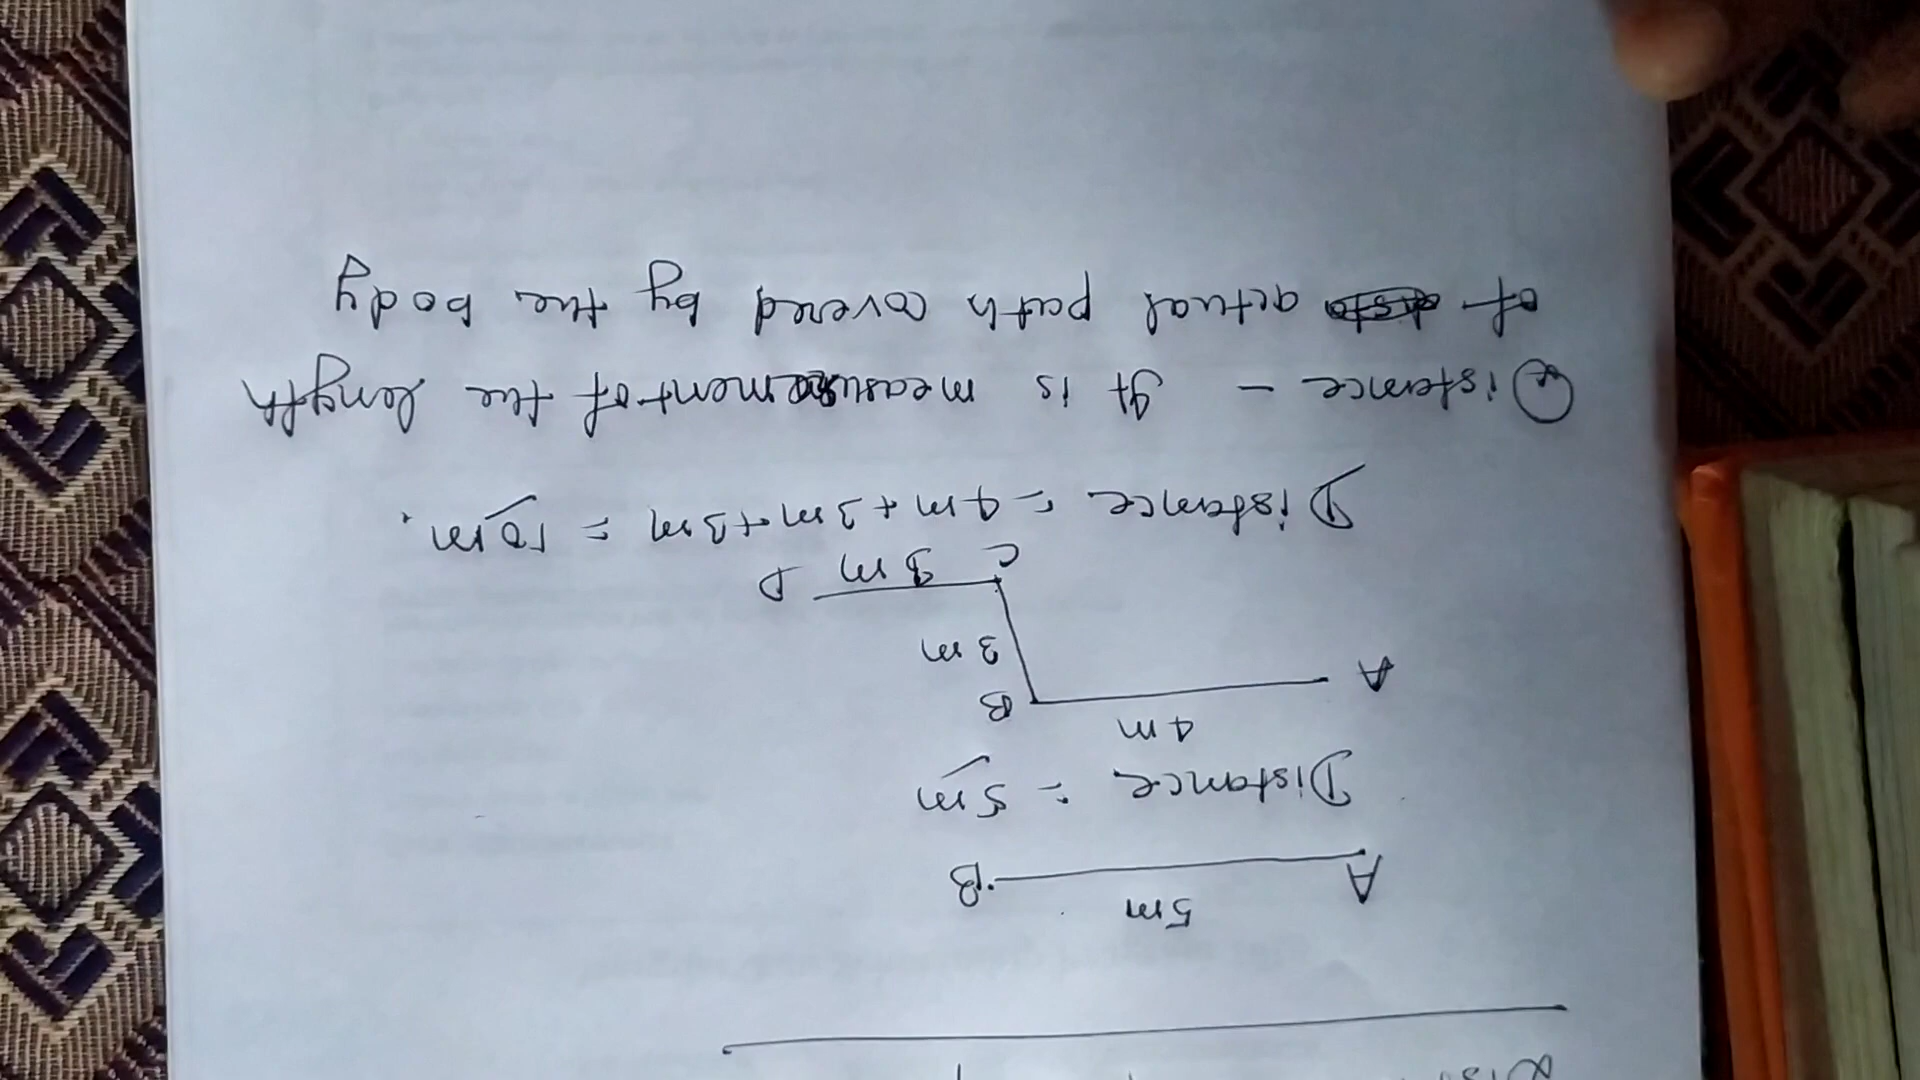 5m
A B
Distance = 5m
4m
A B
3m
C 3m D
Distance = 4m + 3m + 3m = 10m.
Distance - It is measurement of the length
of actual path covered by the body